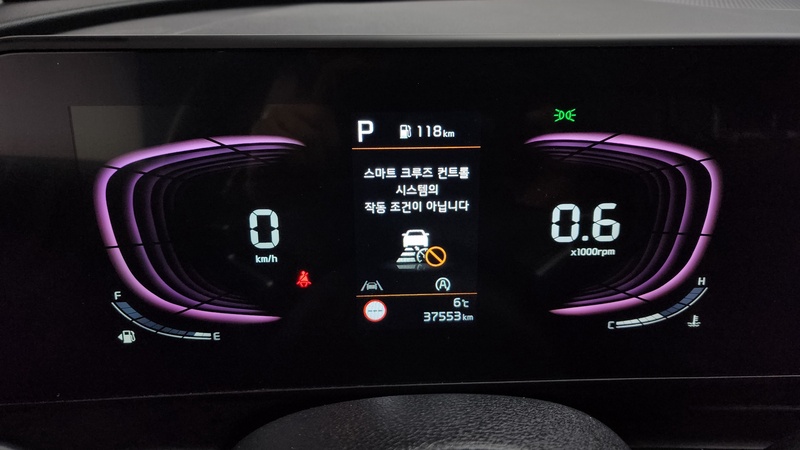 P 118km
스마트 크루즈 컨트롤
시스템의
작동 조건이 아닙니다
0
km/h
0.6
x1000rpm
A
F
E
C
H
---
6℃
37553km